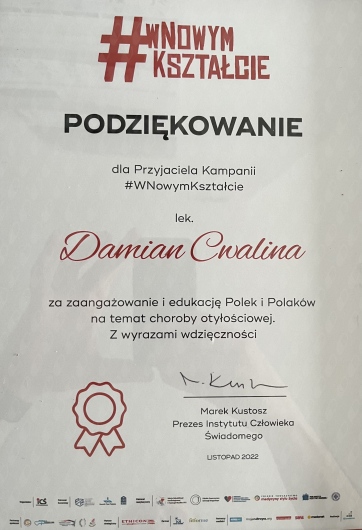 #WNOWYM
KSZTAŁCIE
PODZIĘKOWANIE
dla Przyjaciela Kampanii
#WNowymKształcie
lek.
Damian Cwalina
za zaangażowanie i edukację Polek i Polaków
na temat choroby otyłościowej.
Z wyrazami wdzięczności
Marek Kustosz
Prezes Instytutu Człowieka
Świadomego
LISTOPAD 2022